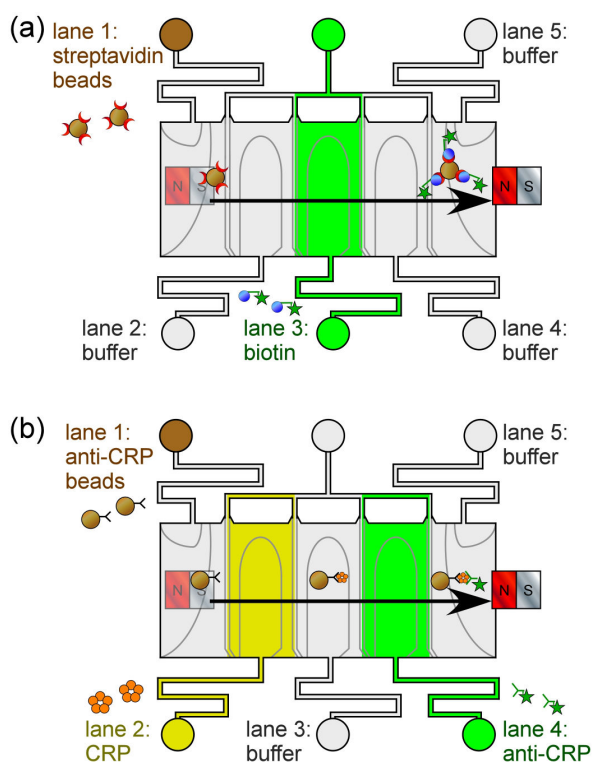 (a)
lane 1:
streptavidin
beads
lane 5:
buffer
N S
N S
lane 2:
buffer
lane 3:
biotin
lane 4:
buffer
(b)
lane 1:
anti-CRP
beads
lane 5:
buffer
N S
N S
lane 2:
CRP
lane 3:
buffer
lane 4:
anti-CRP